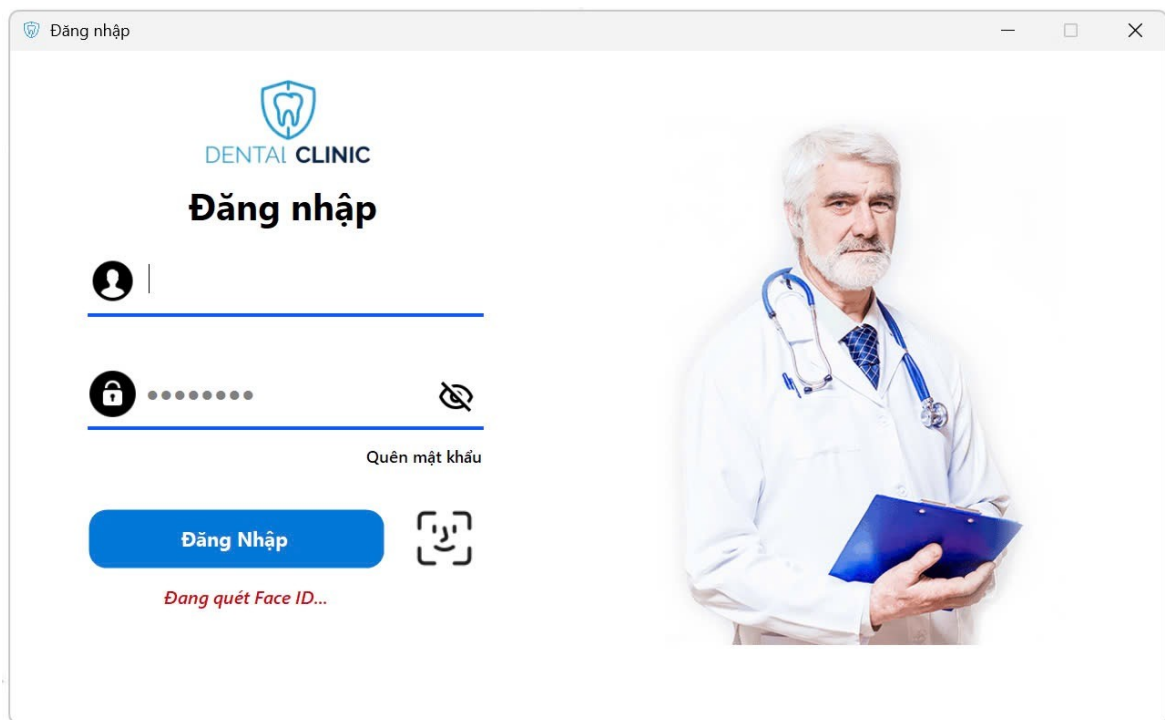 Đăng nhập
DENTAL CLINIC
Đăng nhập
Quên mật khẩu
Đăng Nhập
Đang quét Face ID...